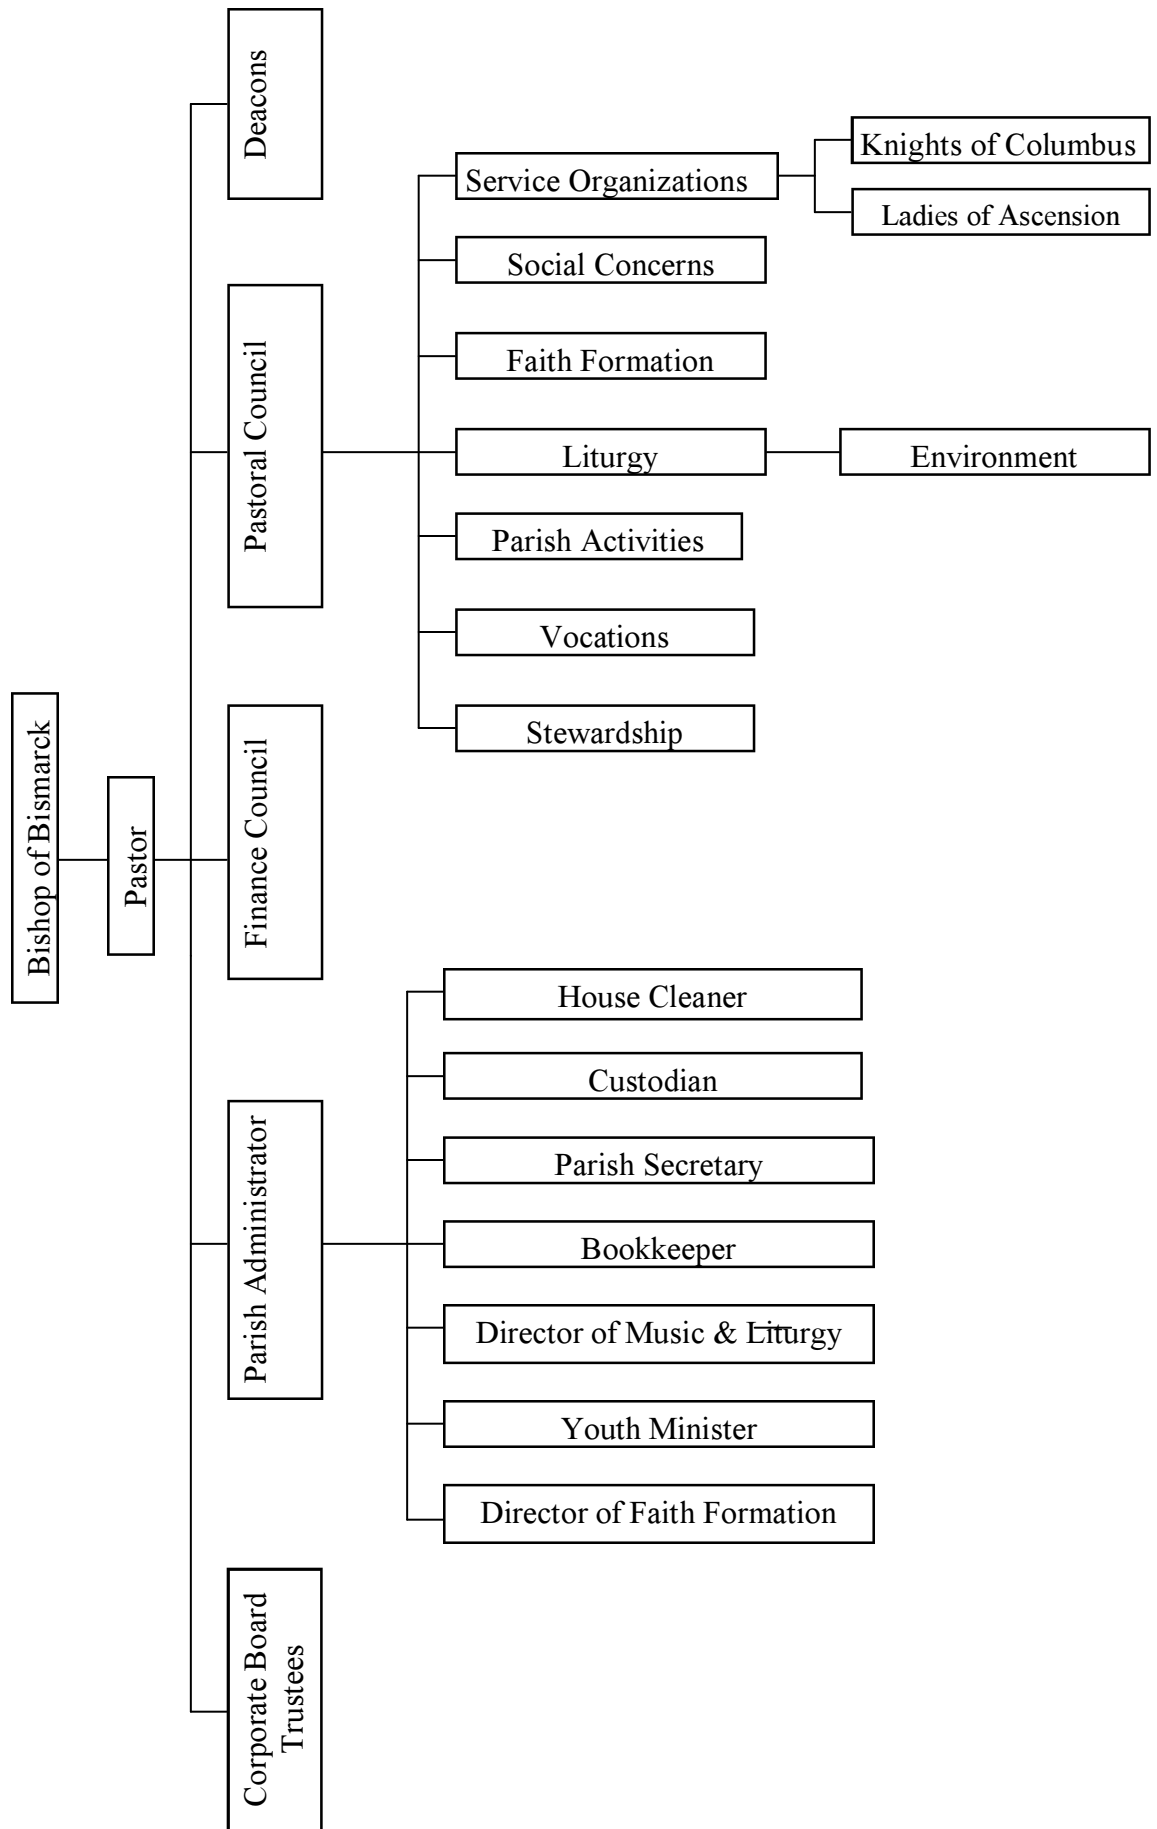 Bishop of Bismarck
Pastor
Deacons
Pastoral Council
Service Organizations
Knights of Columbus
Ladies of Ascension
Social Concerns
Faith Formation
Liturgy
Environment
Parish Activities
Vocations
Stewardship
Finance Council
Parish Administrator
House Cleaner
Custodian
Parish Secretary
Bookkeeper
Director of Music & Liturgy
Youth Minister
Director of Faith Formation
Corporate Board
Trustees